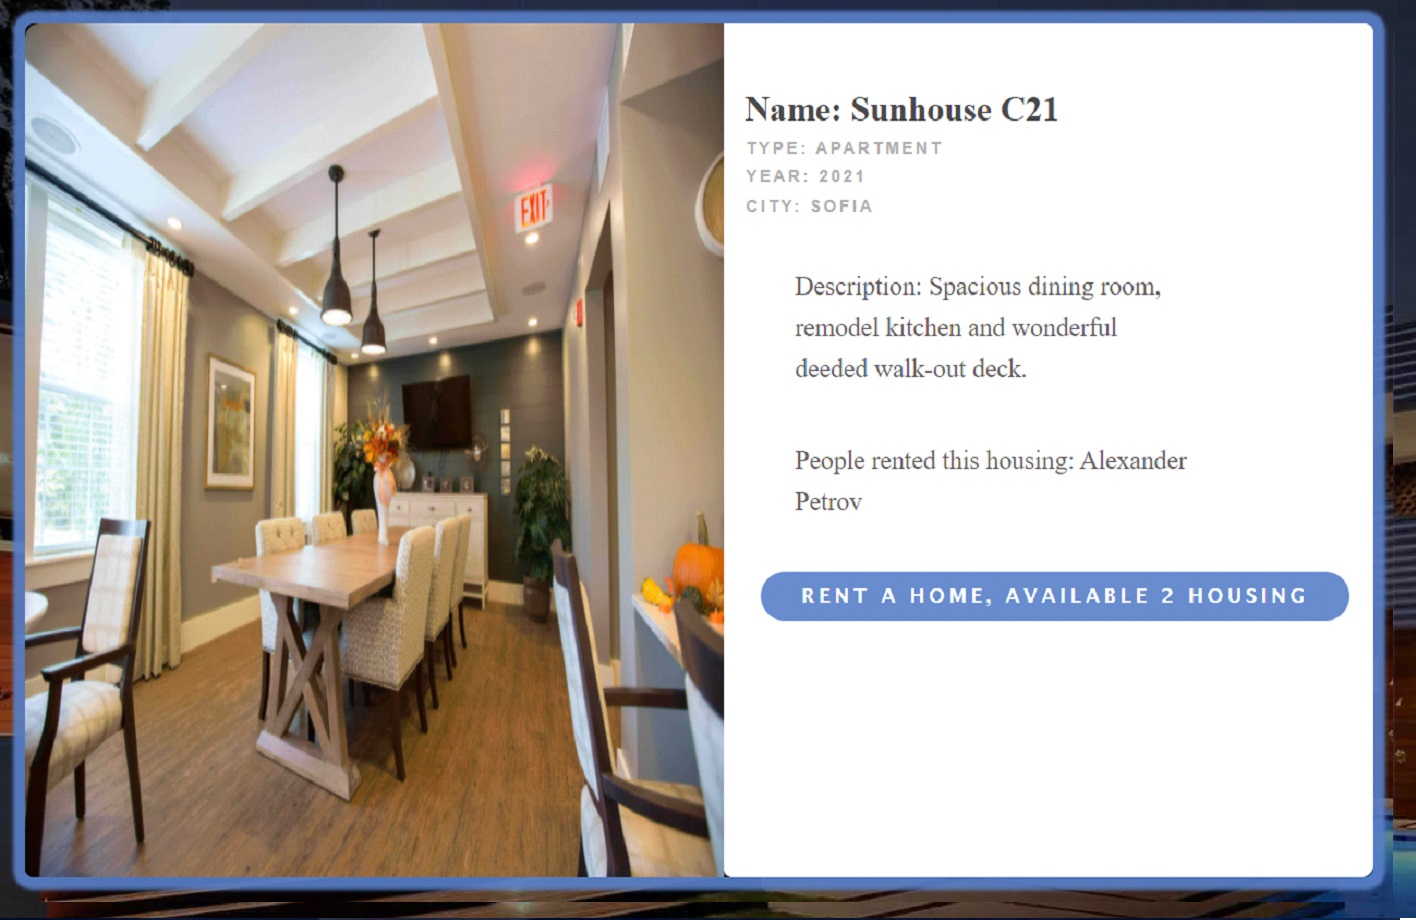 EXIT
Name: Sunhouse C21
TYPE: APARTMENT
YEAR: 2021
CITY: SOFIA
Description: Spacious dining room,
remodel kitchen and wonderful
deeded walk-out deck.
People rented this housing: Alexander
Petrov
RENT A HOME, AVAILABLE 2 HOUSING